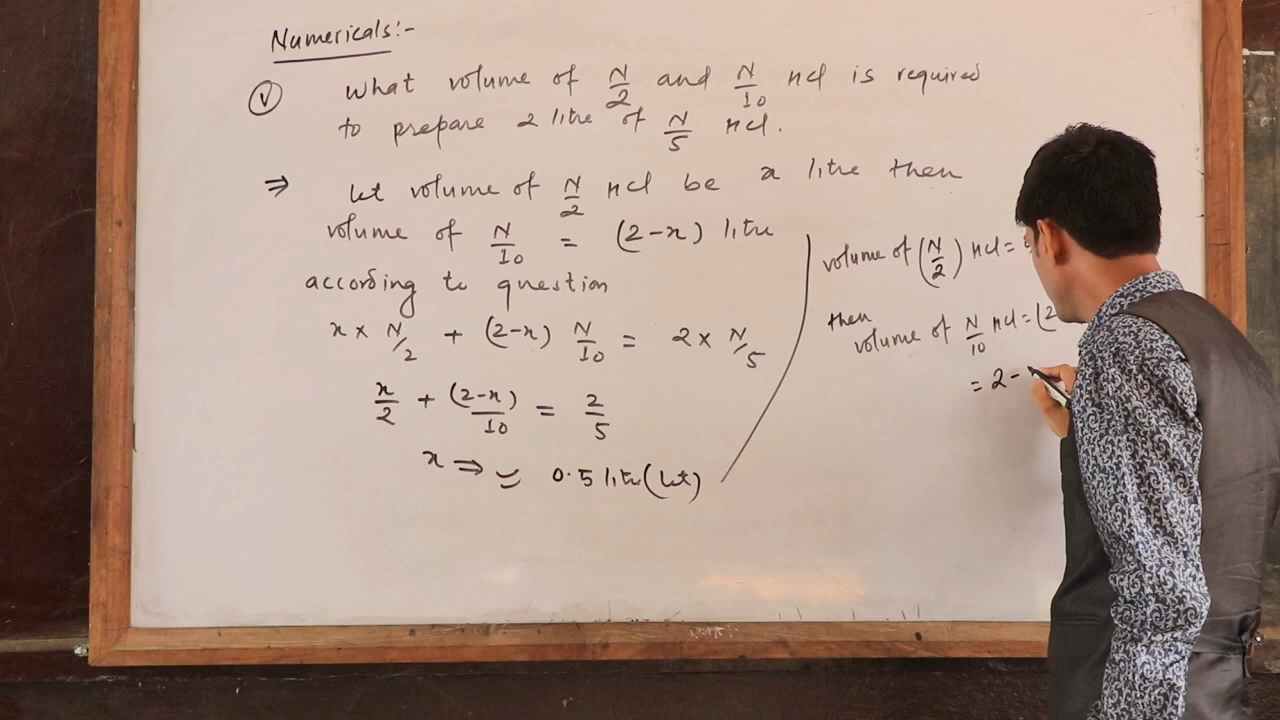 Numericals:-
(V) What volume of N/2 and N/10 HCl is required
to prepare 2 litre of N/5 HCl.
⇒ Let volume of N/2 HCl be x litre then
volume of N/10 = (2-x) litre
according to question
x × N/2 + (2-x) N/10 = 2 × N/5
x/2 + (2-x)/10 = 2/5
x ⇒ = 0.5 litre (let)
volume of (N/2) HCl =
then
volume of N/10 HCl = (2
= 2 -